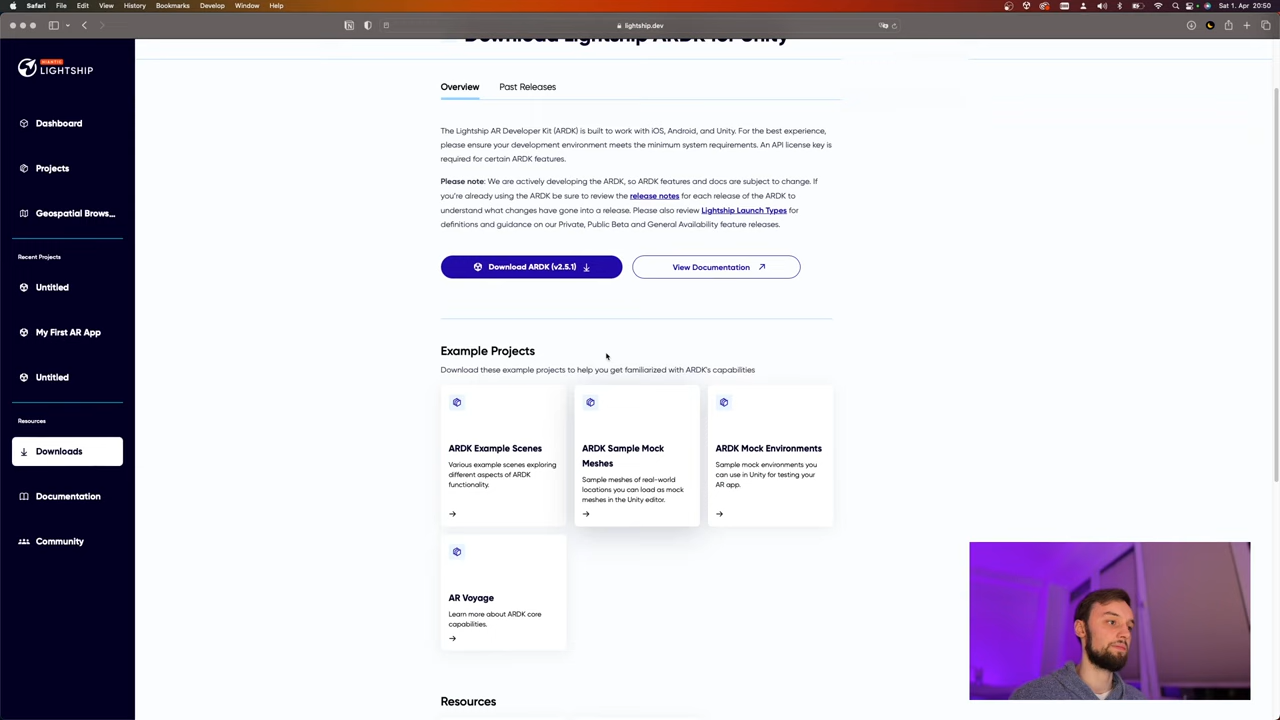 Safari File Edit View History Bookmarks Develop Window Help
Sat 1. Apr 20:50
lightship.dev
NIANTIC
LIGHTSHIP
Dashboard
Projects
Geospatial Brows...
Recent Projects
Untitled
My First AR App
Untitled
Resources
Downloads
Documentation
Community
Download Lightship ARDK for Unity
Overview Past Releases
The Lightship AR Developer Kit (ARDK) is built to work with iOS, Android, and Unity. For the best experience,
please ensure your development environment meets the minimum system requirements. An API license key is
required for certain ARDK features.
Please note: We are actively developing the ARDK, so ARDK features and docs are subject to change. If
you're already using the ARDK be sure to review the release notes for each release of the ARDK to
understand what changes have gone into a release. Please also review Lightship Launch Types for
definitions and guidance on our Private, Public Beta and General Availability feature releases.
Download ARDK (v2.5.1)
View Documentation
Example Projects
Download these example projects to help you get familiarized with ARDK's capabilities
ARDK Example Scenes
Various example scenes exploring
different aspects of ARDK
functionality.
ARDK Sample Mock
Meshes
Sample meshes of real-world
locations you can load as mock
meshes in the Unity editor.
ARDK Mock Environments
Sample mock environments you
can use in Unity for testing your
AR app.
AR Voyage
Learn more about ARDK core
capabilities.
Resources